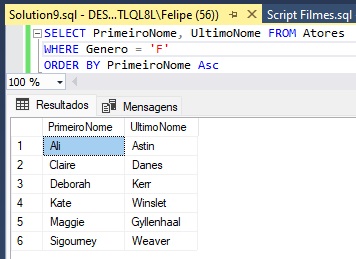 Solution9.sql - DES...TLQL8L\Felipe (56))* Script Filmes.sql
SELECT PrimeiroNome, UltimoNome FROM Atores
WHERE Genero = 'F'
ORDER BY PrimeiroNome Asc
100 %
Resultados Mensagens
PrimeiroNome UltimoNome
1 Ali Astin
2 Claire Danes
3 Deborah Kerr
4 Kate Winslet
5 Maggie Gyllenhaal
6 Sigourney Weaver